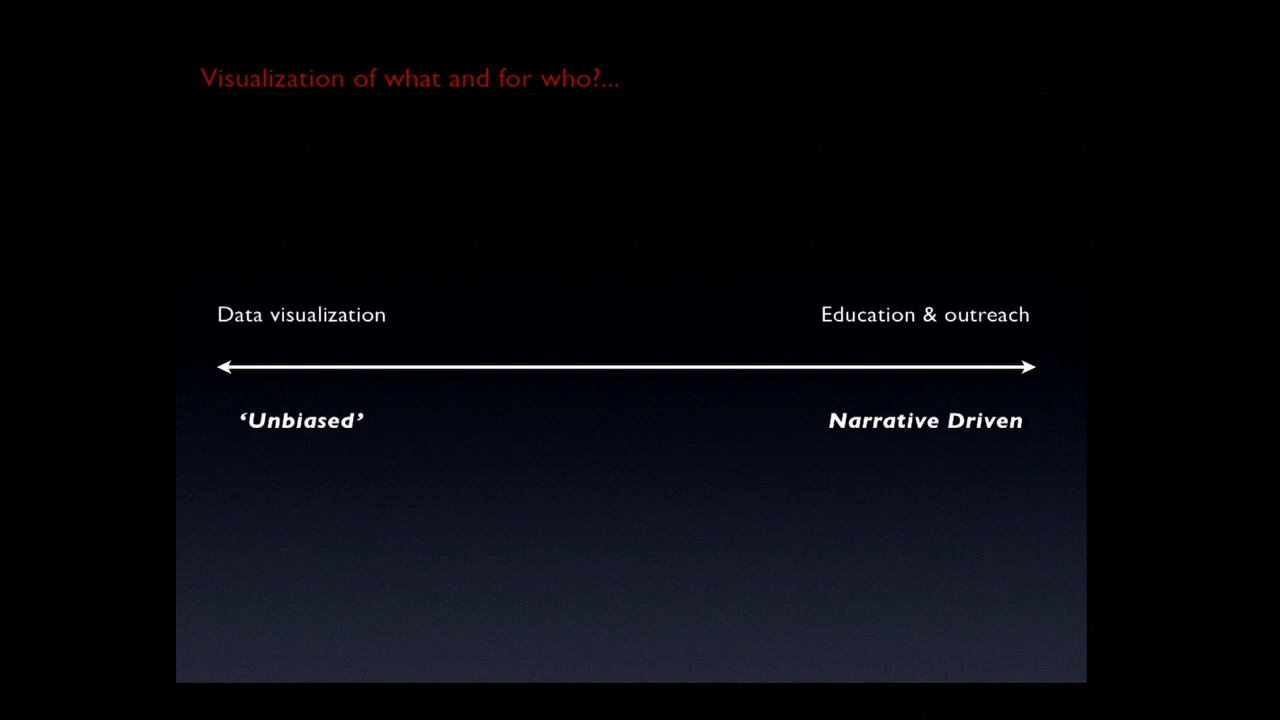 Visualization of what and for who?...
Data visualization
Education & outreach
‘Unbiased’
Narrative Driven